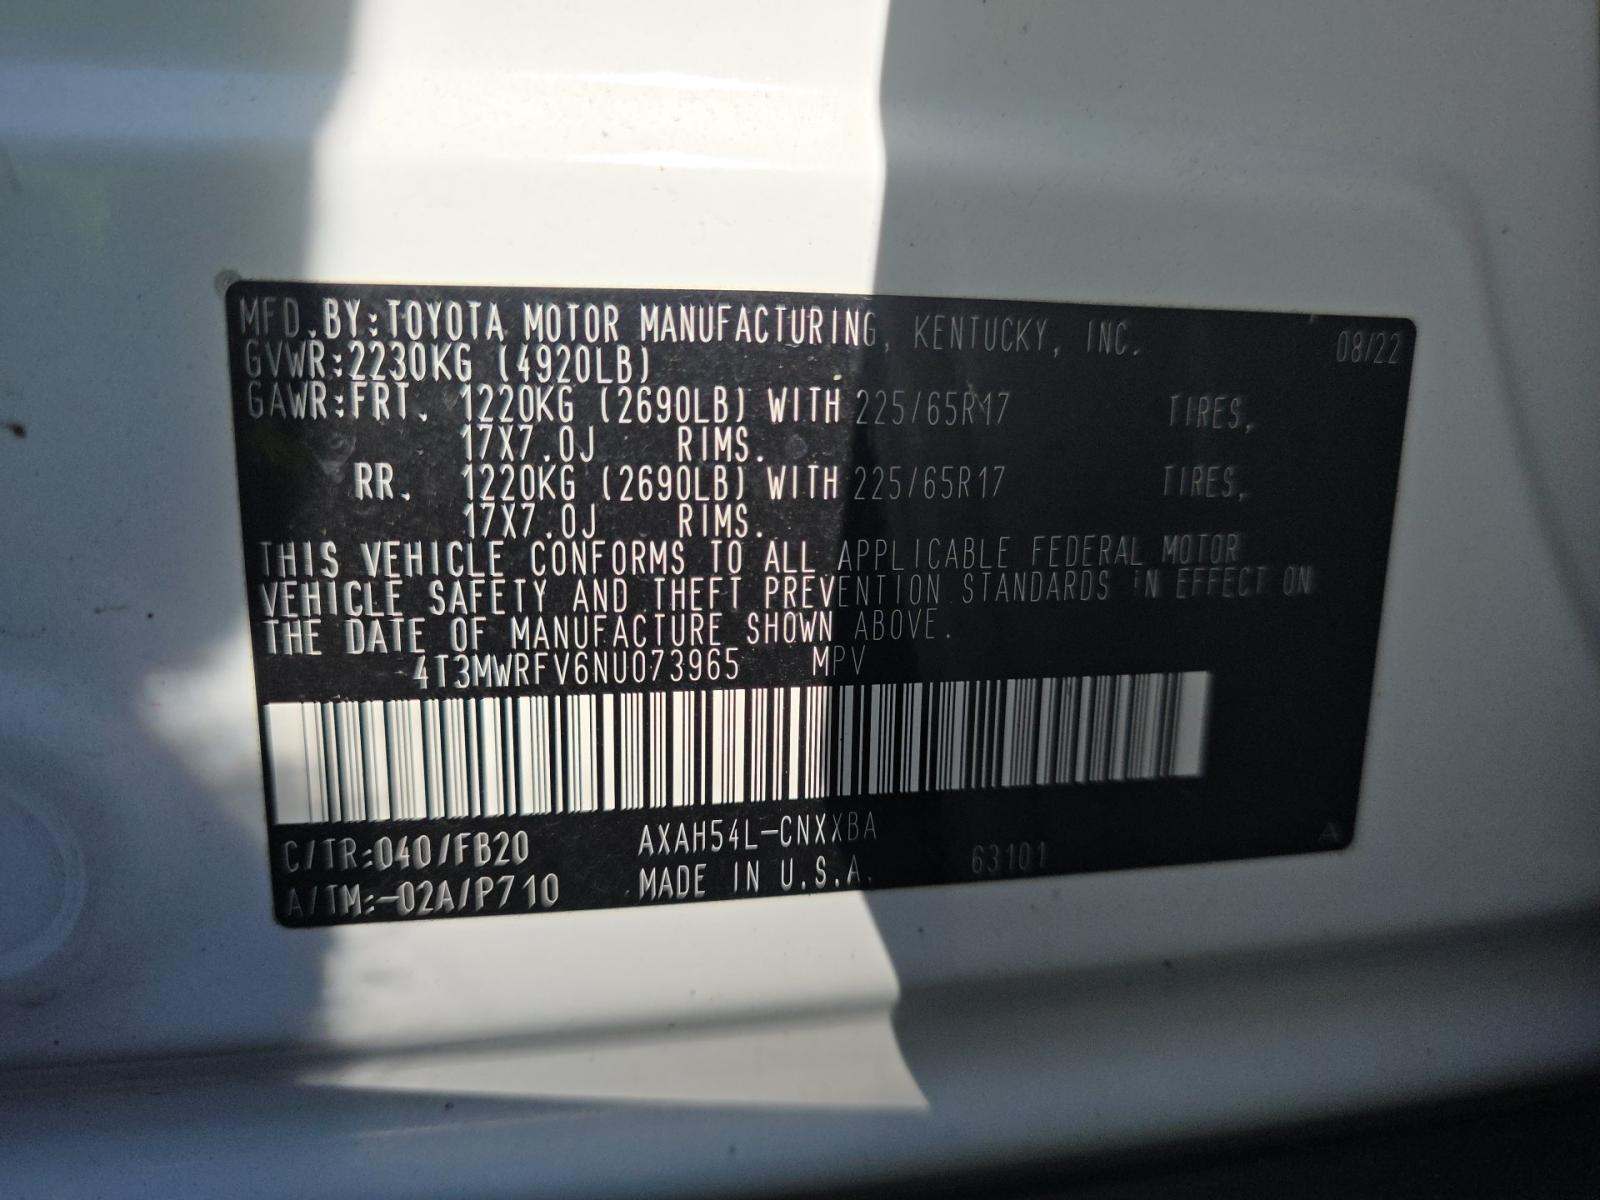 MFD.BY:TOYOTA MOTOR MANUFACTURING, KENTUCKY, INC. 08/22
GVWR:2230KG (4920LB)
GAWR:FRT. 1220KG (2690LB) WITH 225/65R17 TIRES,
17X7.0J RIMS.
RR. 1220KG (2690LB) WITH 225/65R17 TIRES,
17X7.0J RIMS.
THIS VEHICLE CONFORMS TO ALL APPLICABLE FEDERAL MOTOR
VEHICLE SAFETY AND THEFT PREVENTION STANDARDS IN EFFECT ON
THE DATE OF MANUFACTURE SHOWN ABOVE.
4T3MWRFV6NU073965 MPV
C/TR:040/FB20 AXAH54L-CNXXBA A
A/TM:-02A/P710 MADE IN U.S.A. 63101